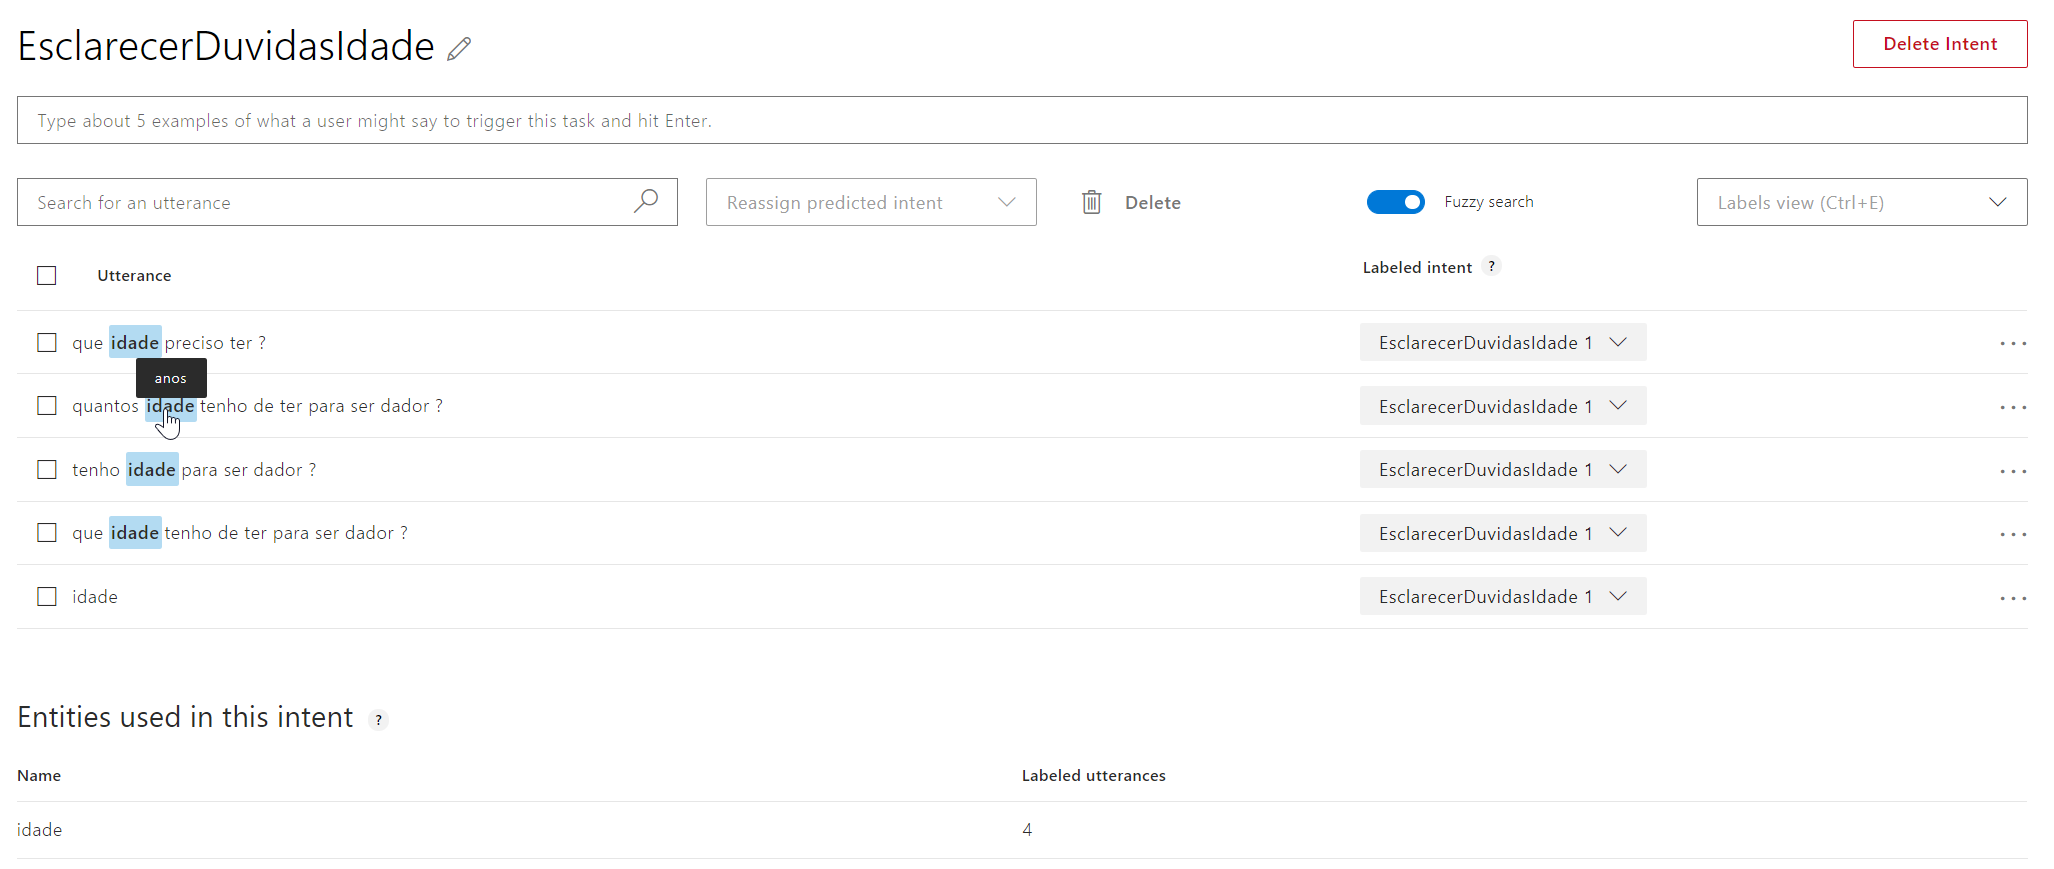 EsclarecerDuvidasIdade
Delete Intent
Type about 5 examples of what a user might say to trigger this task and hit Enter.
Search for an utterance
Reassign predicted intent
Delete
Fuzzy search
Labels view (Ctrl+E)
Utterance
Labeled intent ?
que idade preciso ter ?
EsclarecerDuvidasIdade 1
anos
quantos idade tenho de ter para ser dador ?
EsclarecerDuvidasIdade 1
tenho idade para ser dador ?
EsclarecerDuvidasIdade 1
que idade tenho de ter para ser dador ?
EsclarecerDuvidasIdade 1
idade
EsclarecerDuvidasIdade 1
Entities used in this intent ?
Name
Labeled utterances
idade
4